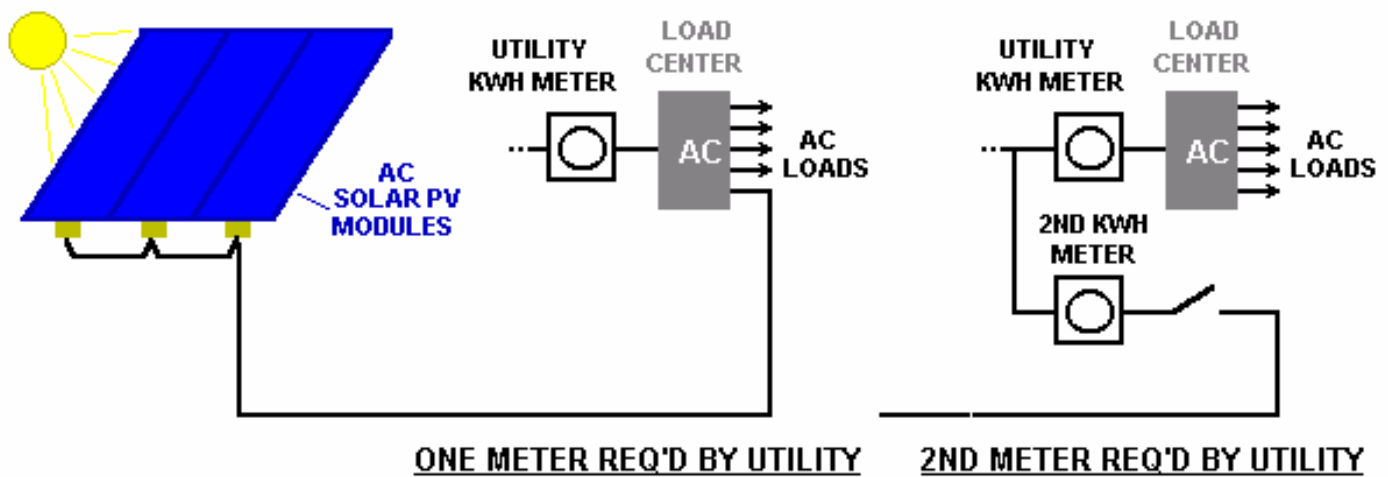 UTILITY
KWH METER
LOAD
CENTER
AC
AC
LOADS
AC
SOLAR PV
MODULES
ONE METER REQ'D BY UTILITY
UTILITY
KWH METER
LOAD
CENTER
AC
AC
LOADS
2ND KWH
METER
2ND METER REQ'D BY UTILITY